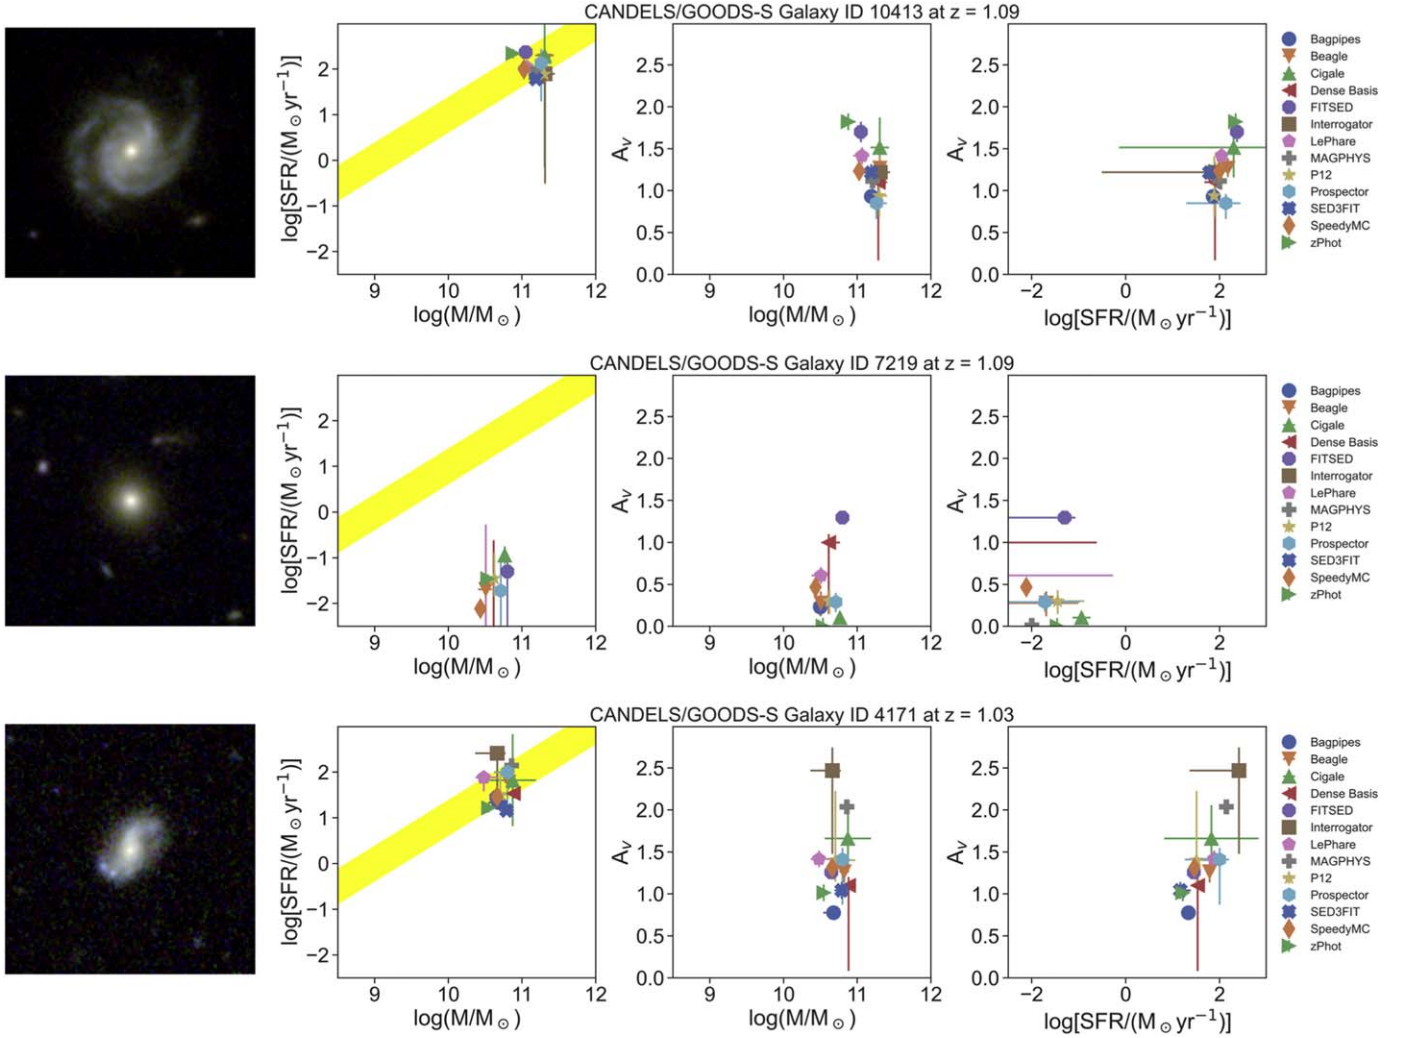 CANDELS/GOODS-S Galaxy ID 10413 at z = 1.09
log[SFR/(M⊙yr−1)]
2
1
0
−1
−2
9 10 11 12
log(M/M⊙)
AV
2.5
2.0
1.5
1.0
0.5
0.0
9 10 11 12
log(M/M⊙)
AV
2.5
2.0
1.5
1.0
0.5
0.0
−2 0 2
log[SFR/(M⊙yr−1)]
Bagpipes
Beagle
Cigale
Dense Basis
FITSED
Interrogator
LePhare
MAGPHYS
P12
Prospector
SED3FIT
SpeedyMC
zPhot
CANDELS/GOODS-S Galaxy ID 7219 at z = 1.09
log[SFR/(M⊙yr−1)]
2
1
0
−1
−2
9 10 11 12
log(M/M⊙)
AV
2.5
2.0
1.5
1.0
0.5
0.0
9 10 11 12
log(M/M⊙)
AV
2.5
2.0
1.5
1.0
0.5
0.0
−2 0 2
log[SFR/(M⊙yr−1)]
Bagpipes
Beagle
Cigale
Dense Basis
FITSED
Interrogator
LePhare
MAGPHYS
P12
Prospector
SED3FIT
SpeedyMC
zPhot
CANDELS/GOODS-S Galaxy ID 4171 at z = 1.03
log[SFR/(M⊙yr−1)]
2
1
0
−1
−2
9 10 11 12
log(M/M⊙)
AV
2.5
2.0
1.5
1.0
0.5
0.0
9 10 11 12
log(M/M⊙)
AV
2.5
2.0
1.5
1.0
0.5
0.0
−2 0 2
log[SFR/(M⊙yr−1)]
Bagpipes
Beagle
Cigale
Dense Basis
FITSED
Interrogator
LePhare
MAGPHYS
P12
Prospector
SED3FIT
SpeedyMC
zPhot